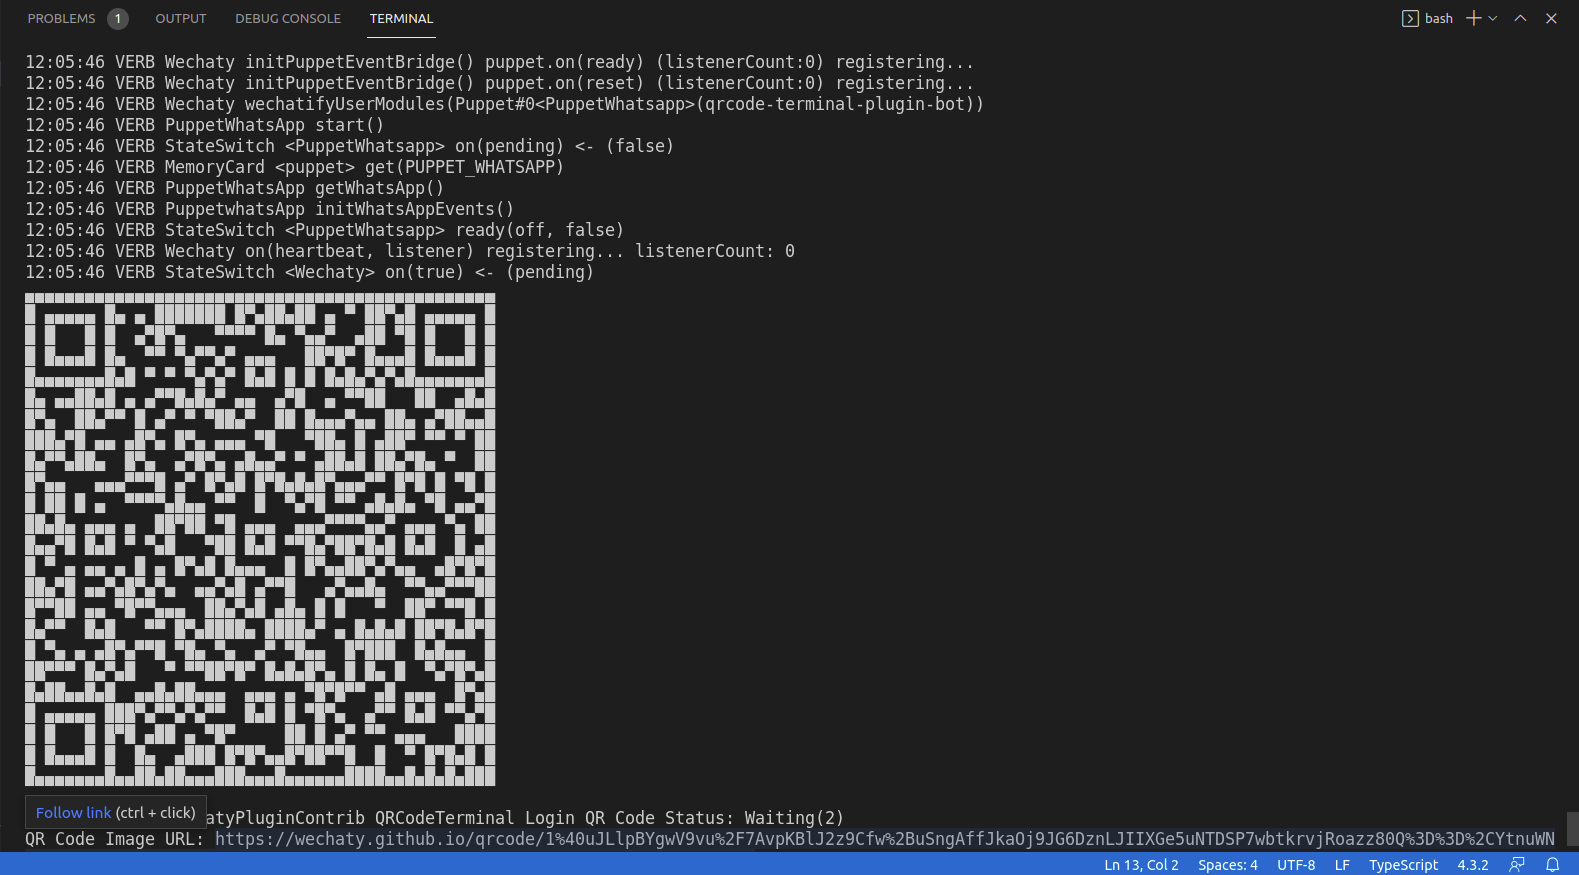 PROBLEMS 1 OUTPUT DEBUG CONSOLE TERMINAL bash
12:05:46 VERB Wechaty initPuppetEventBridge() puppet.on(ready) (listenerCount:0) registering...
12:05:46 VERB Wechaty initPuppetEventBridge() puppet.on(reset) (listenerCount:0) registering...
12:05:46 VERB Wechaty wechatifyUserModules(Puppet#0<PuppetWhatsapp>(qrcode-terminal-plugin-bot))
12:05:46 VERB PuppetWhatsApp start()
12:05:46 VERB StateSwitch <PuppetWhatsapp> on(pending) <- (false)
12:05:46 VERB MemoryCard <puppet> get(PUPPET_WHATSAPP)
12:05:46 VERB PuppetwhatsApp getWhatsApp()
12:05:46 VERB PuppetwhatsApp initWhatsAppEvents()
12:05:46 VERB StateSwitch <PuppetWhatsapp> ready(off, false)
12:05:46 VERB Wechaty on(heartbeat, listener) registering... listenerCount: 0
12:05:46 VERB StateSwitch <Wechaty> on(true) <- (pending)
Follow link (ctrl + click)
atyPluginContrib QRCodeTerminal Login QR Code Status: Waiting(2)
QR Code Image URL: https://wechaty.github.io/qrcode/1%40uJLlpBYgwV9vu%2F7AvpKBlJ2z9Cfw%2BuSngAffJkaOj9JG6DznLJIIXGe5uNTDSP7wbtkrvjRoazz80Q%3D%3D%2CYtnuWN
Ln 13, Col 2 Spaces: 4 UTF-8 LF TypeScript 4.3.2